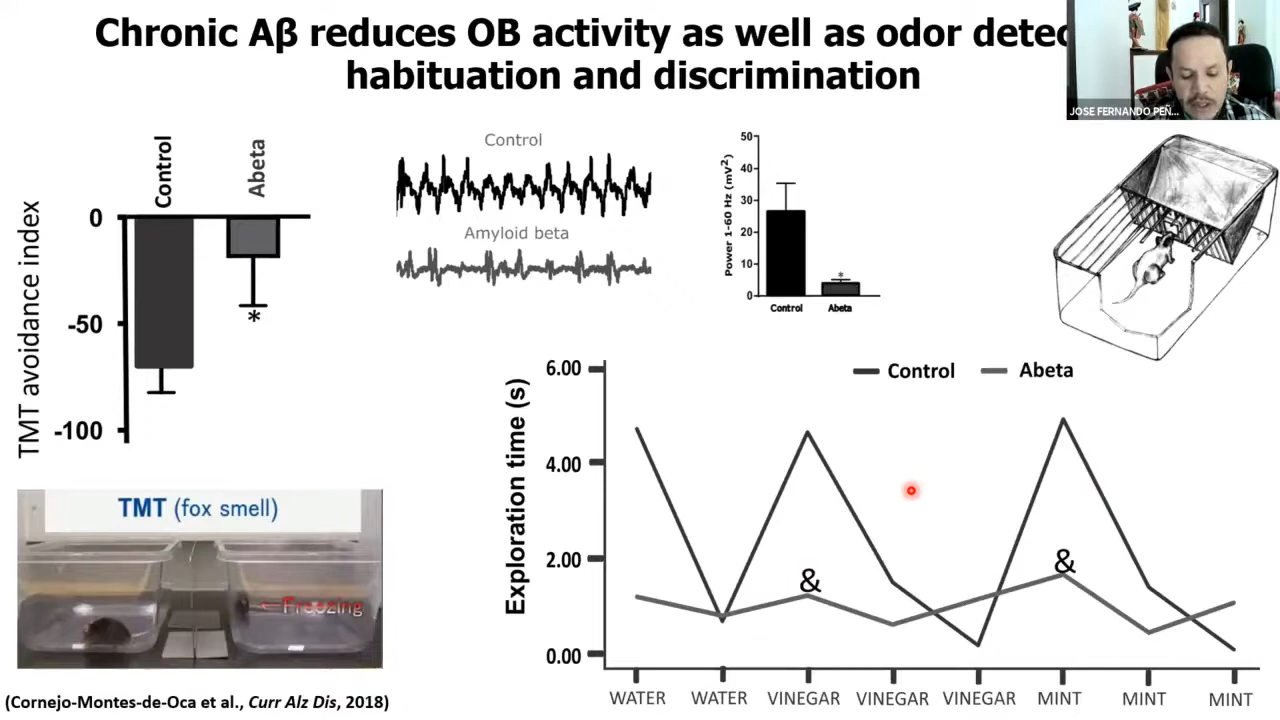 Chronic Aβ reduces OB activity as well as odor detec
habituation and discrimination
JOSE FERNANDO PEÑ...
Control
Abeta
TMT avoidance index
0
-50
-100
*
Control
Amyloid beta
Power 1-60 Hz (mV²)
50
40
30
20
10
0
*
Control
Abeta
TMT (fox smell)
←Freezing
Exploration time (s)
6.00
4.00
2.00
0.00
Control
Abeta
&
&
WATER
WATER
VINEGAR
VINEGAR
VINEGAR
MINT
MINT
MINT
(Cornejo-Montes-de-Oca et al., Curr Alz Dis, 2018)